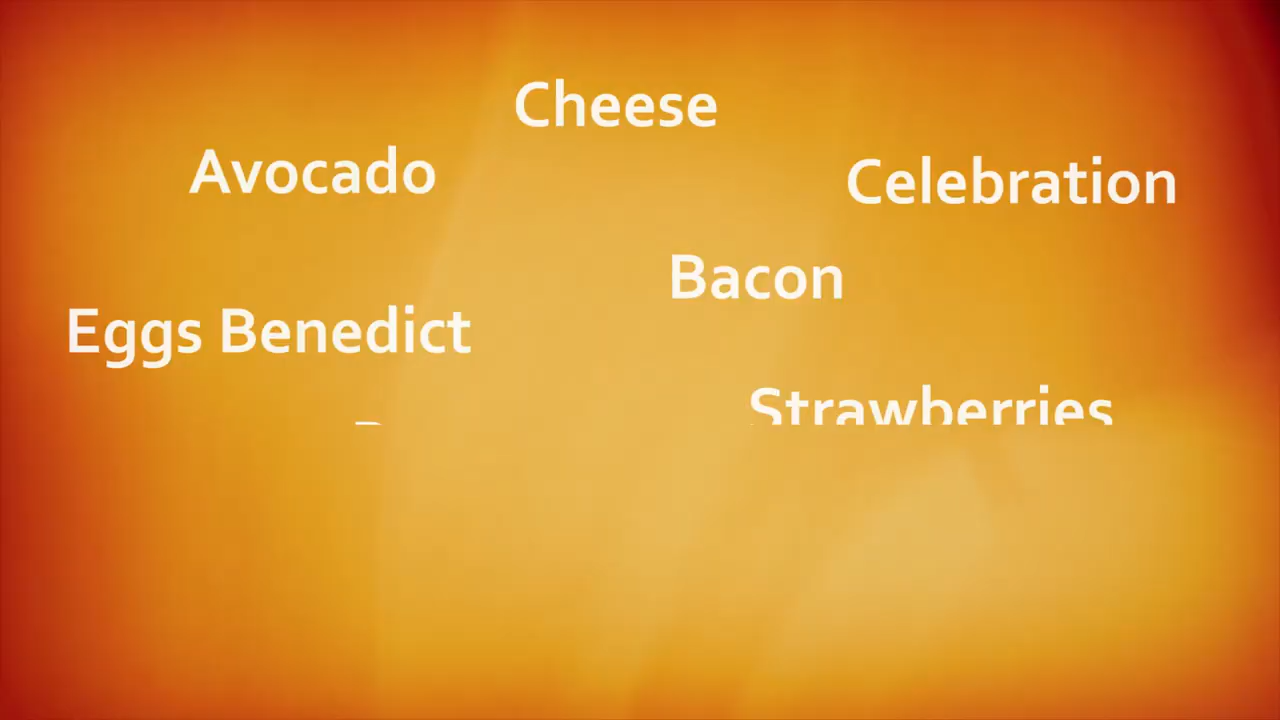 Cheese
Avocado
Celebration
Bacon
Eggs Benedict
Strawberries